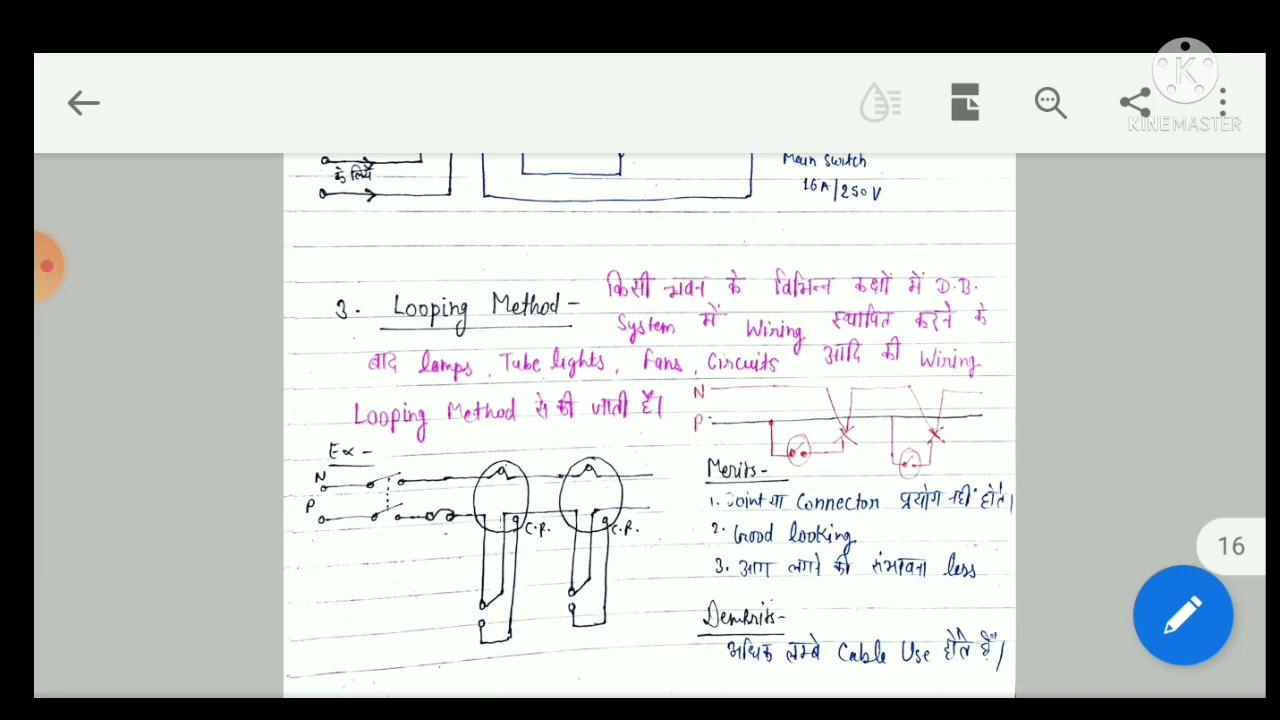 KINEMASTER
Main Switch
के लिये
16A/250V
3. Looping Method - किसी भवन के विभिन्न कक्षों में D.B.
System में Wiring स्थापित करने के
बाद lamps, Tube lights, Fans, Circuits आदि की Wiring
Looping Method से की जाती है।
N
P
Ex -
N
P
C.R.
C.R.
Merits -
1. Joint या Connector प्रयोग नहीं होते।
2. Good looking
3. आग लगने की संभावना less
Demerits -
अधिक लम्बे Cable Use होते हैं।
16